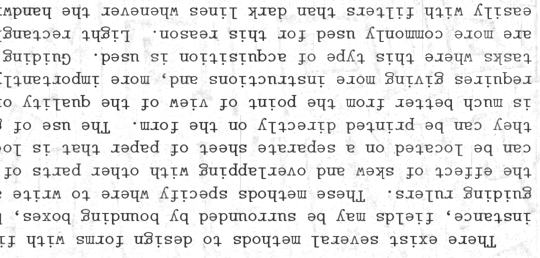 There exist several methods to design forms with fi
instance, fields may be surrounded by bounding boxes,
guiding rulers. These methods specify where to write
the effect of skew and overlapping with other parts of
can be located on a separate sheet of paper that is loc
they can be printed directly on the form. The use of
is much better from the point of view of the quality o
requires giving more instructions and, more importantl
tasks where this type of acquisition is used. Guiding
are more commonly used for this reason. Light rectang
easily with filters than dark lines whenever the handw